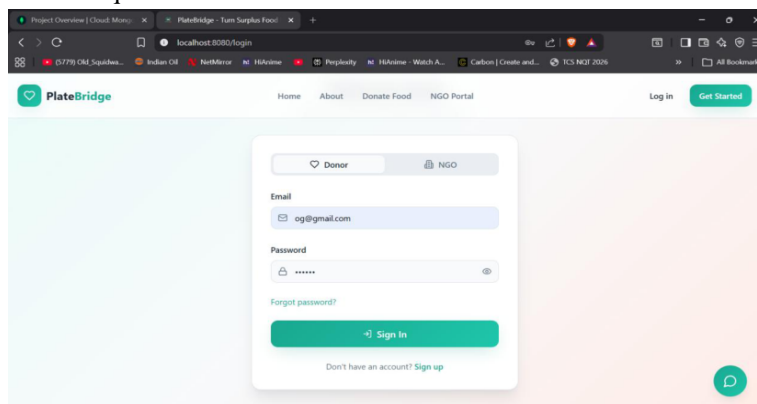 Project Overview | Cloud: Mong
PlateBridge - Turn Surplus Food
localhost:8080/login
(5779) Old_Squidwa...
Indian Oil
NetMirror
HiAnime
Perplexity
HiAnime - Watch A...
Carbon | Create and...
TCS NQT 2026
All Bookmark
PlateBridge
Home
About
Donate Food
NGO Portal
Log in
Get Started
Donor
NGO
Email
og@gmail.com
Password
Forgot password?
Sign In
Don't have an account? Sign up